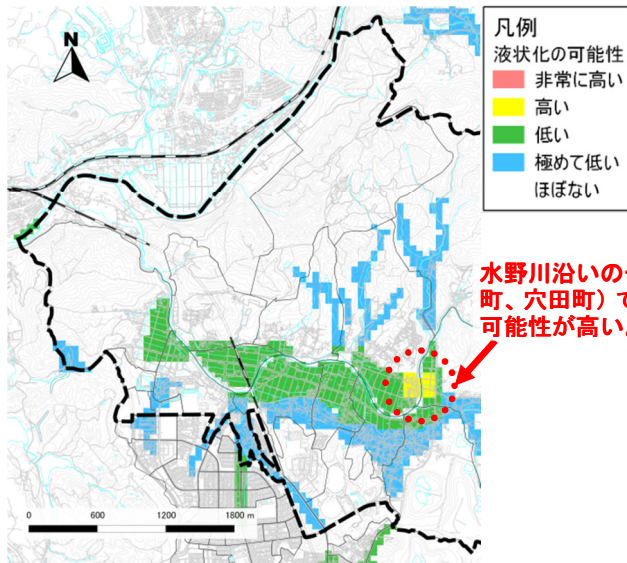 N
凡例
液状化の可能性
非常に高い
高い
低い
極めて低い
ほぼない
水野川沿いの
町、穴田町）で
可能性が高い
0 600 1200 1800 m